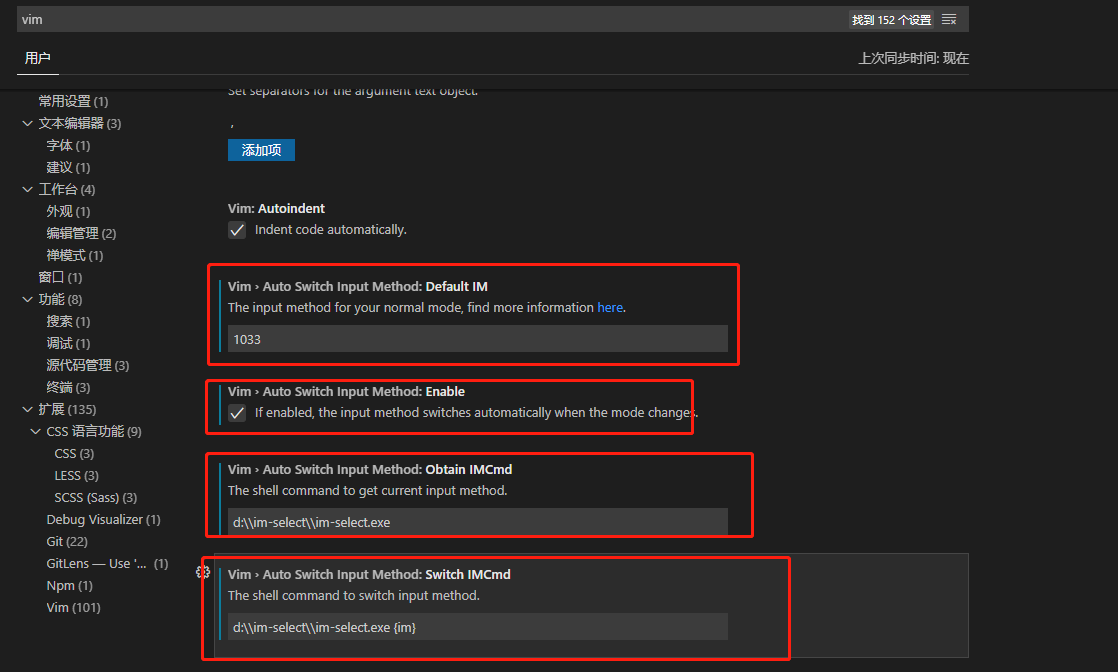 vim
找到 152 个设置
用户
上次同步时间: 现在
常用设置 (1)
文本编辑器 (3)
字体 (1)
建议 (1)
工作台 (4)
外观 (1)
编辑管理 (2)
禅模式 (1)
窗口 (1)
功能 (8)
搜索 (1)
调试 (1)
源代码管理 (3)
终端 (3)
扩展 (135)
CSS 语言功能 (9)
CSS (3)
LESS (3)
SCSS (Sass) (3)
Debug Visualizer (1)
Git (22)
GitLens — Use '... (1)
Npm (1)
Vim (101)
Set separators for the argument text object.
,
添加项
Vim: Autoindent
Indent code automatically.
Vim › Auto Switch Input Method: Default IM
The input method for your normal mode, find more information here.
1033
Vim › Auto Switch Input Method: Enable
If enabled, the input method switches automatically when the mode changes.
Vim › Auto Switch Input Method: Obtain IMCmd
The shell command to get current input method.
d:\\im-select\\im-select.exe
Vim › Auto Switch Input Method: Switch IMCmd
The shell command to switch input method.
d:\\im-select\\im-select.exe {im}